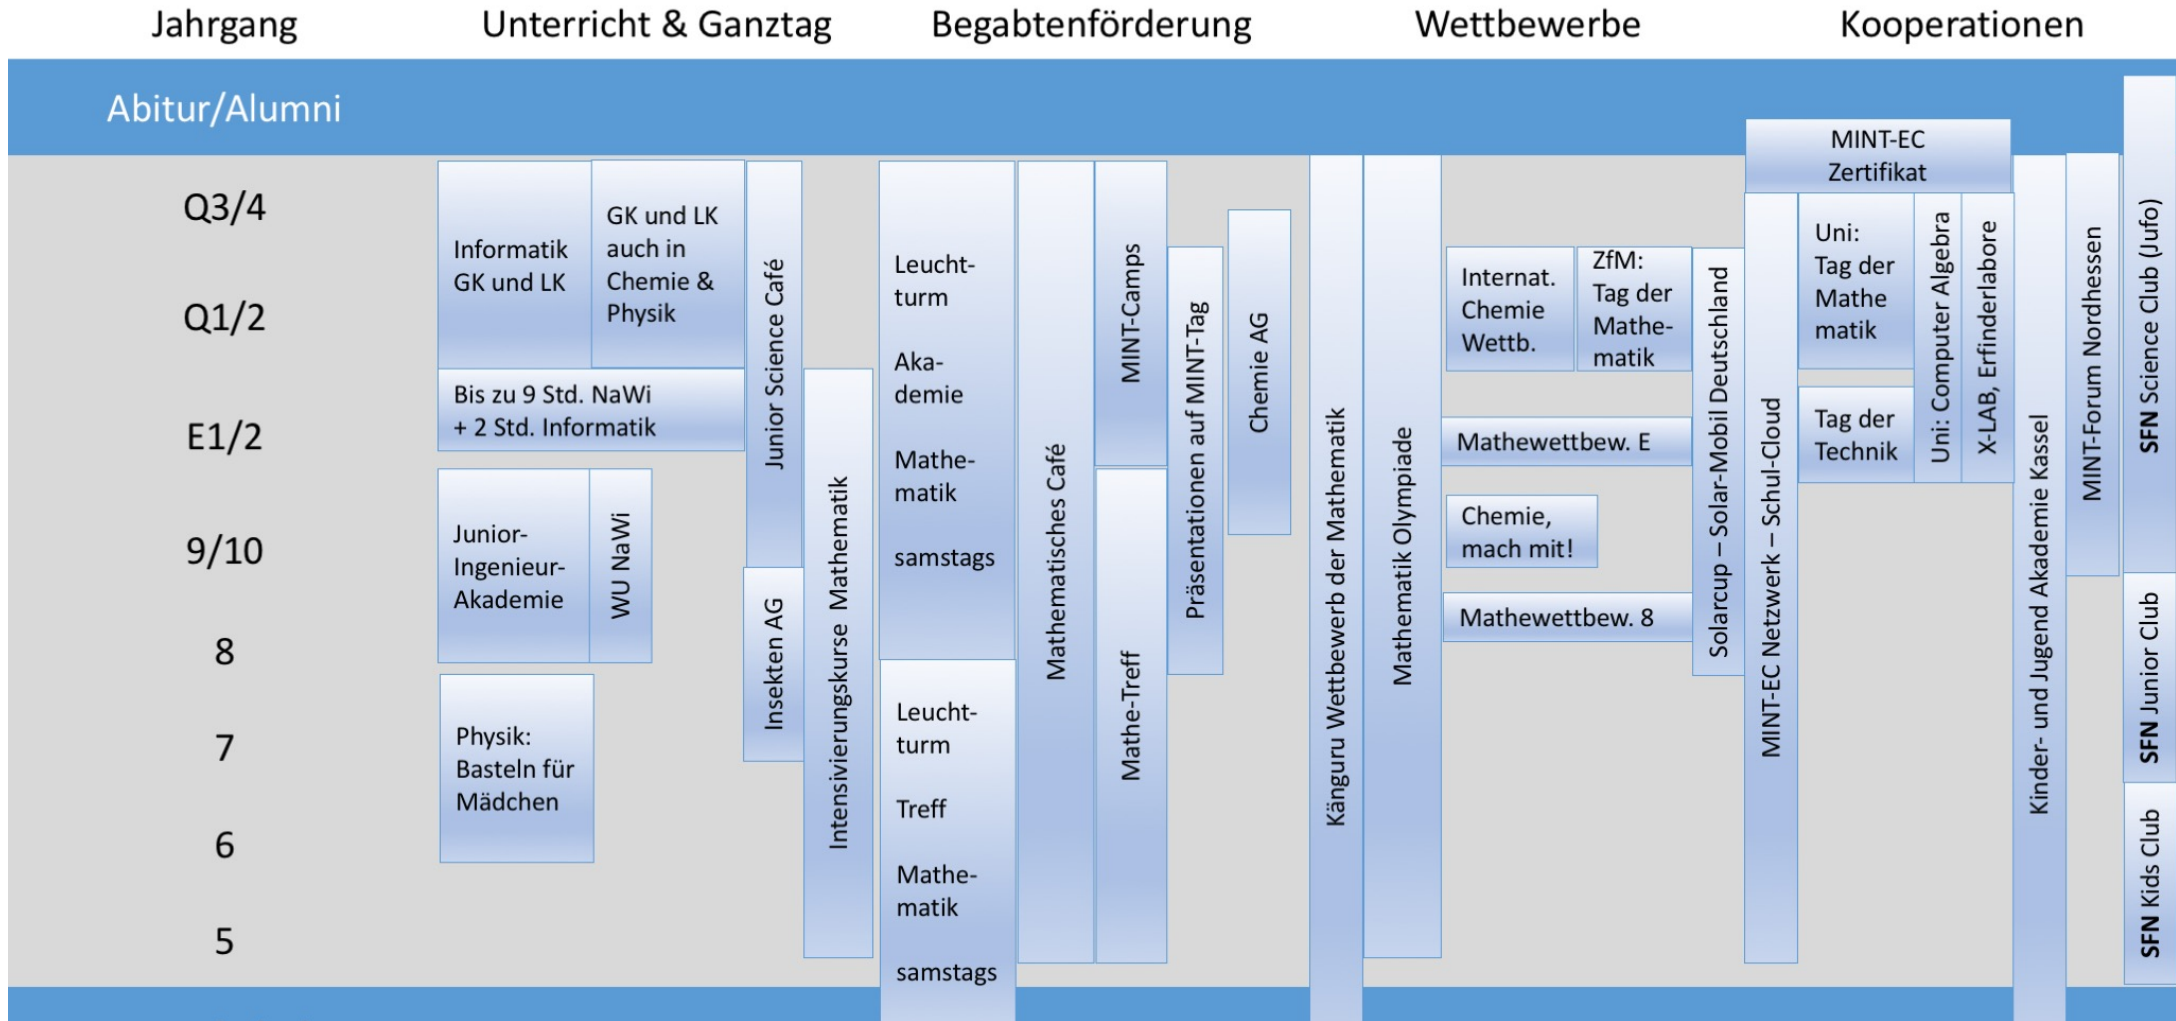 Jahrgang
Unterricht & Ganztag
Begabtenförderung
Wettbewerbe
Kooperationen
Abitur/Alumni
Q3/4
Q1/2
E1/2
9/10
8
7
6
5
Informatik
GK und LK
GK und LK
auch in
Chemie &
Physik
Bis zu 9 Std. NaWi
+ 2 Std. Informatik
Junior-
Ingenieur-
Akademie
WU NaWi
Physik:
Basteln für
Mädchen
Junior Science Café
Insekten AG
Intensivierungskurse Mathematik
Leucht-
turm
Aka-
demie
Mathe-
matik
samstags
Leucht-
turm
Treff
Mathe-
matik
samstags
Mathematisches Café
MINT-Camps
Mathe-Treff
Präsentationen auf MINT-Tag
Chemie AG
Känguru Wettbewerb der Mathematik
Mathematik Olympiade
Internat.
Chemie
Wettb.
ZfM:
Tag der
Mathe-
matik
Mathewettbew. E
Chemie,
mach mit!
Mathewettbew. 8
Solarcup – Solar-Mobil Deutschland
MINT-EC
Zertifikat
MINT-EC Netzwerk – Schul-Cloud
Uni:
Tag der
Mathe
matik
Tag der
Technik
Uni: Computer Algebra
X-LAB, Erfinderlabore
Kinder- und Jugend Akademie Kassel
MINT-Forum Nordhessen
SFN Science Club (Jufo)
SFN Junior Club
SFN Kids Club